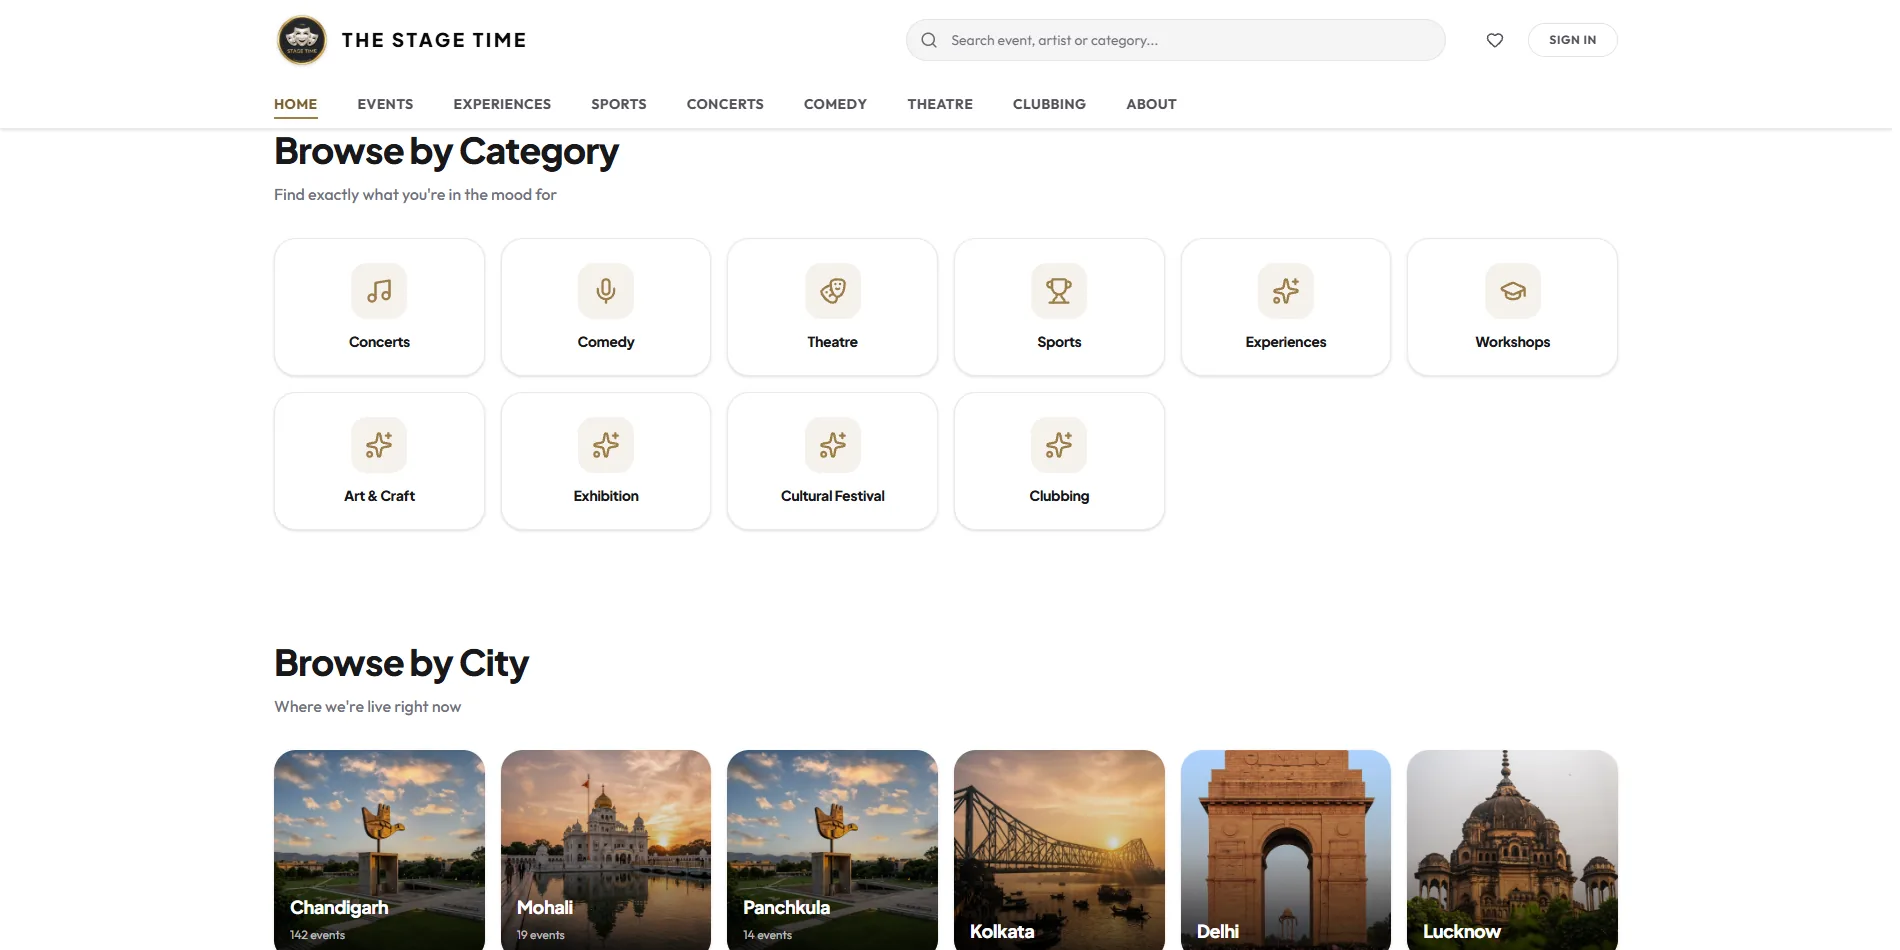 STAGE TIME
THE STAGE TIME
Search event, artist or category...
SIGN IN
HOME EVENTS EXPERIENCES SPORTS CONCERTS COMEDY THEATRE CLUBBING ABOUT
Browse by Category
Find exactly what you're in the mood for
Concerts Comedy Theatre Sports Experiences Workshops
Art & Craft Exhibition Cultural Festival Clubbing
Browse by City
Where we're live right now
Chandigarh
142 events
Mohali
19 events
Panchkula
14 events
Kolkata
Delhi
Lucknow